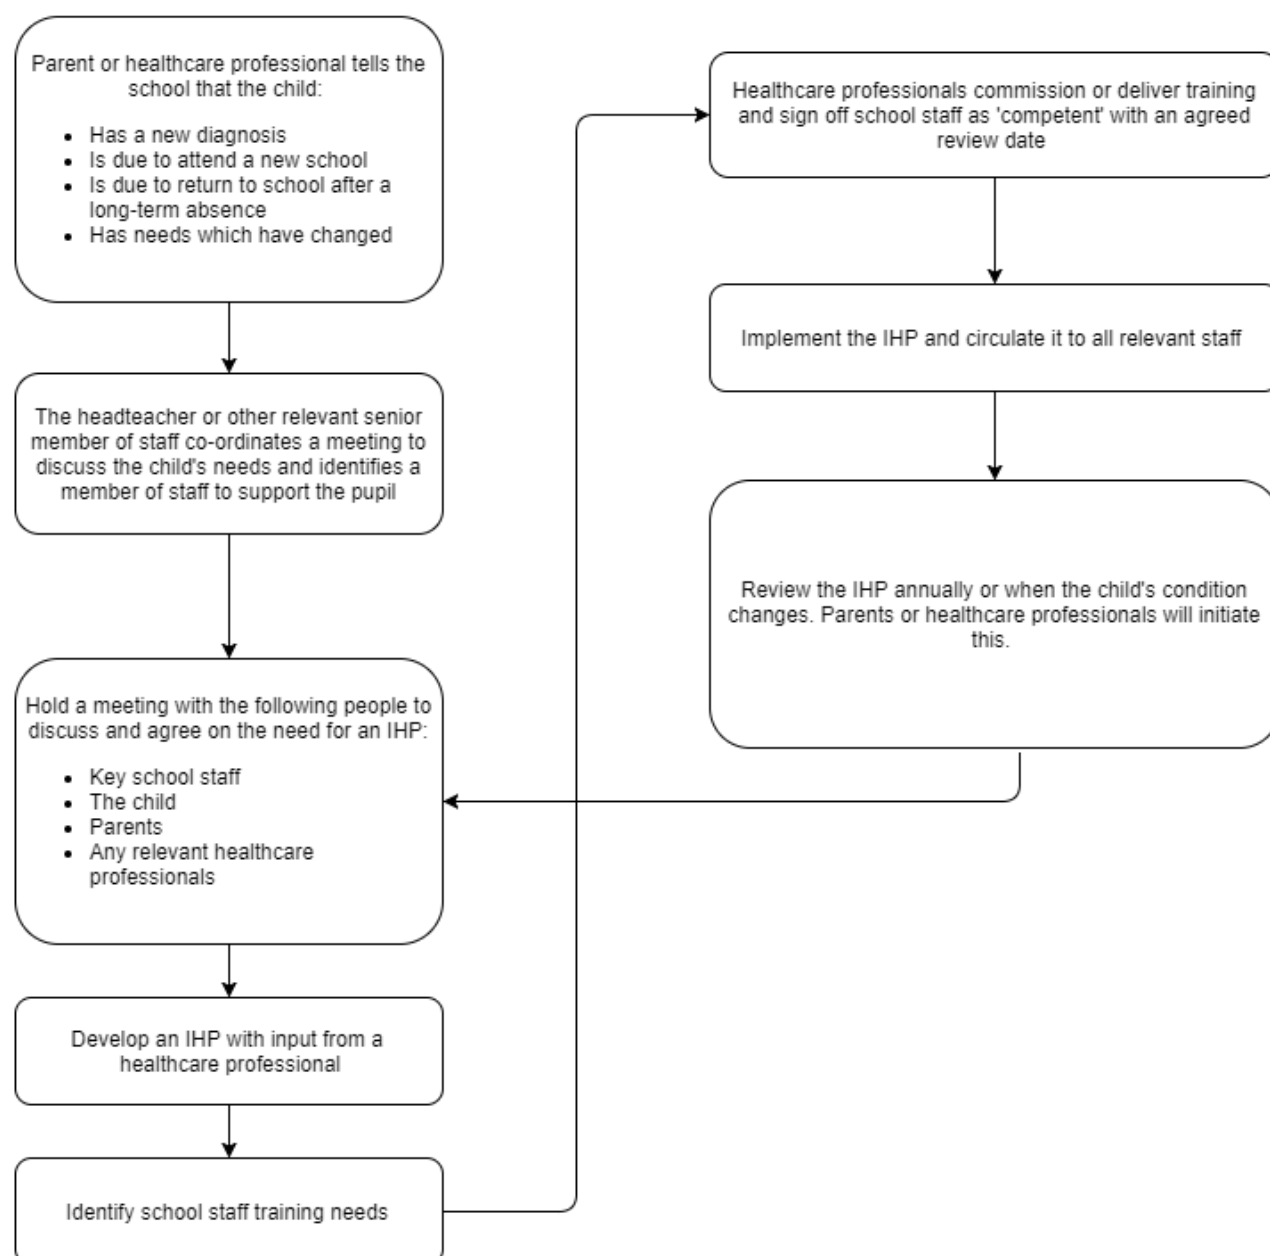 Parent or healthcare professional tells the
school that the child:
• Has a new diagnosis
• Is due to attend a new school
• Is due to return to school after a
long-term absence
• Has needs which have changed
The headteacher or other relevant senior
member of staff co-ordinates a meeting to
discuss the child's needs and identifies a
member of staff to support the pupil
Hold a meeting with the following people to
discuss and agree on the need for an IHP:
• Key school staff
• The child
• Parents
• Any relevant healthcare
professionals
Develop an IHP with input from a
healthcare professional
Identify school staff training needs
Healthcare professionals commission or deliver training
and sign off school staff as 'competent' with an agreed
review date
Implement the IHP and circulate it to all relevant staff
Review the IHP annually or when the child's condition
changes. Parents or healthcare professionals will initiate
this.